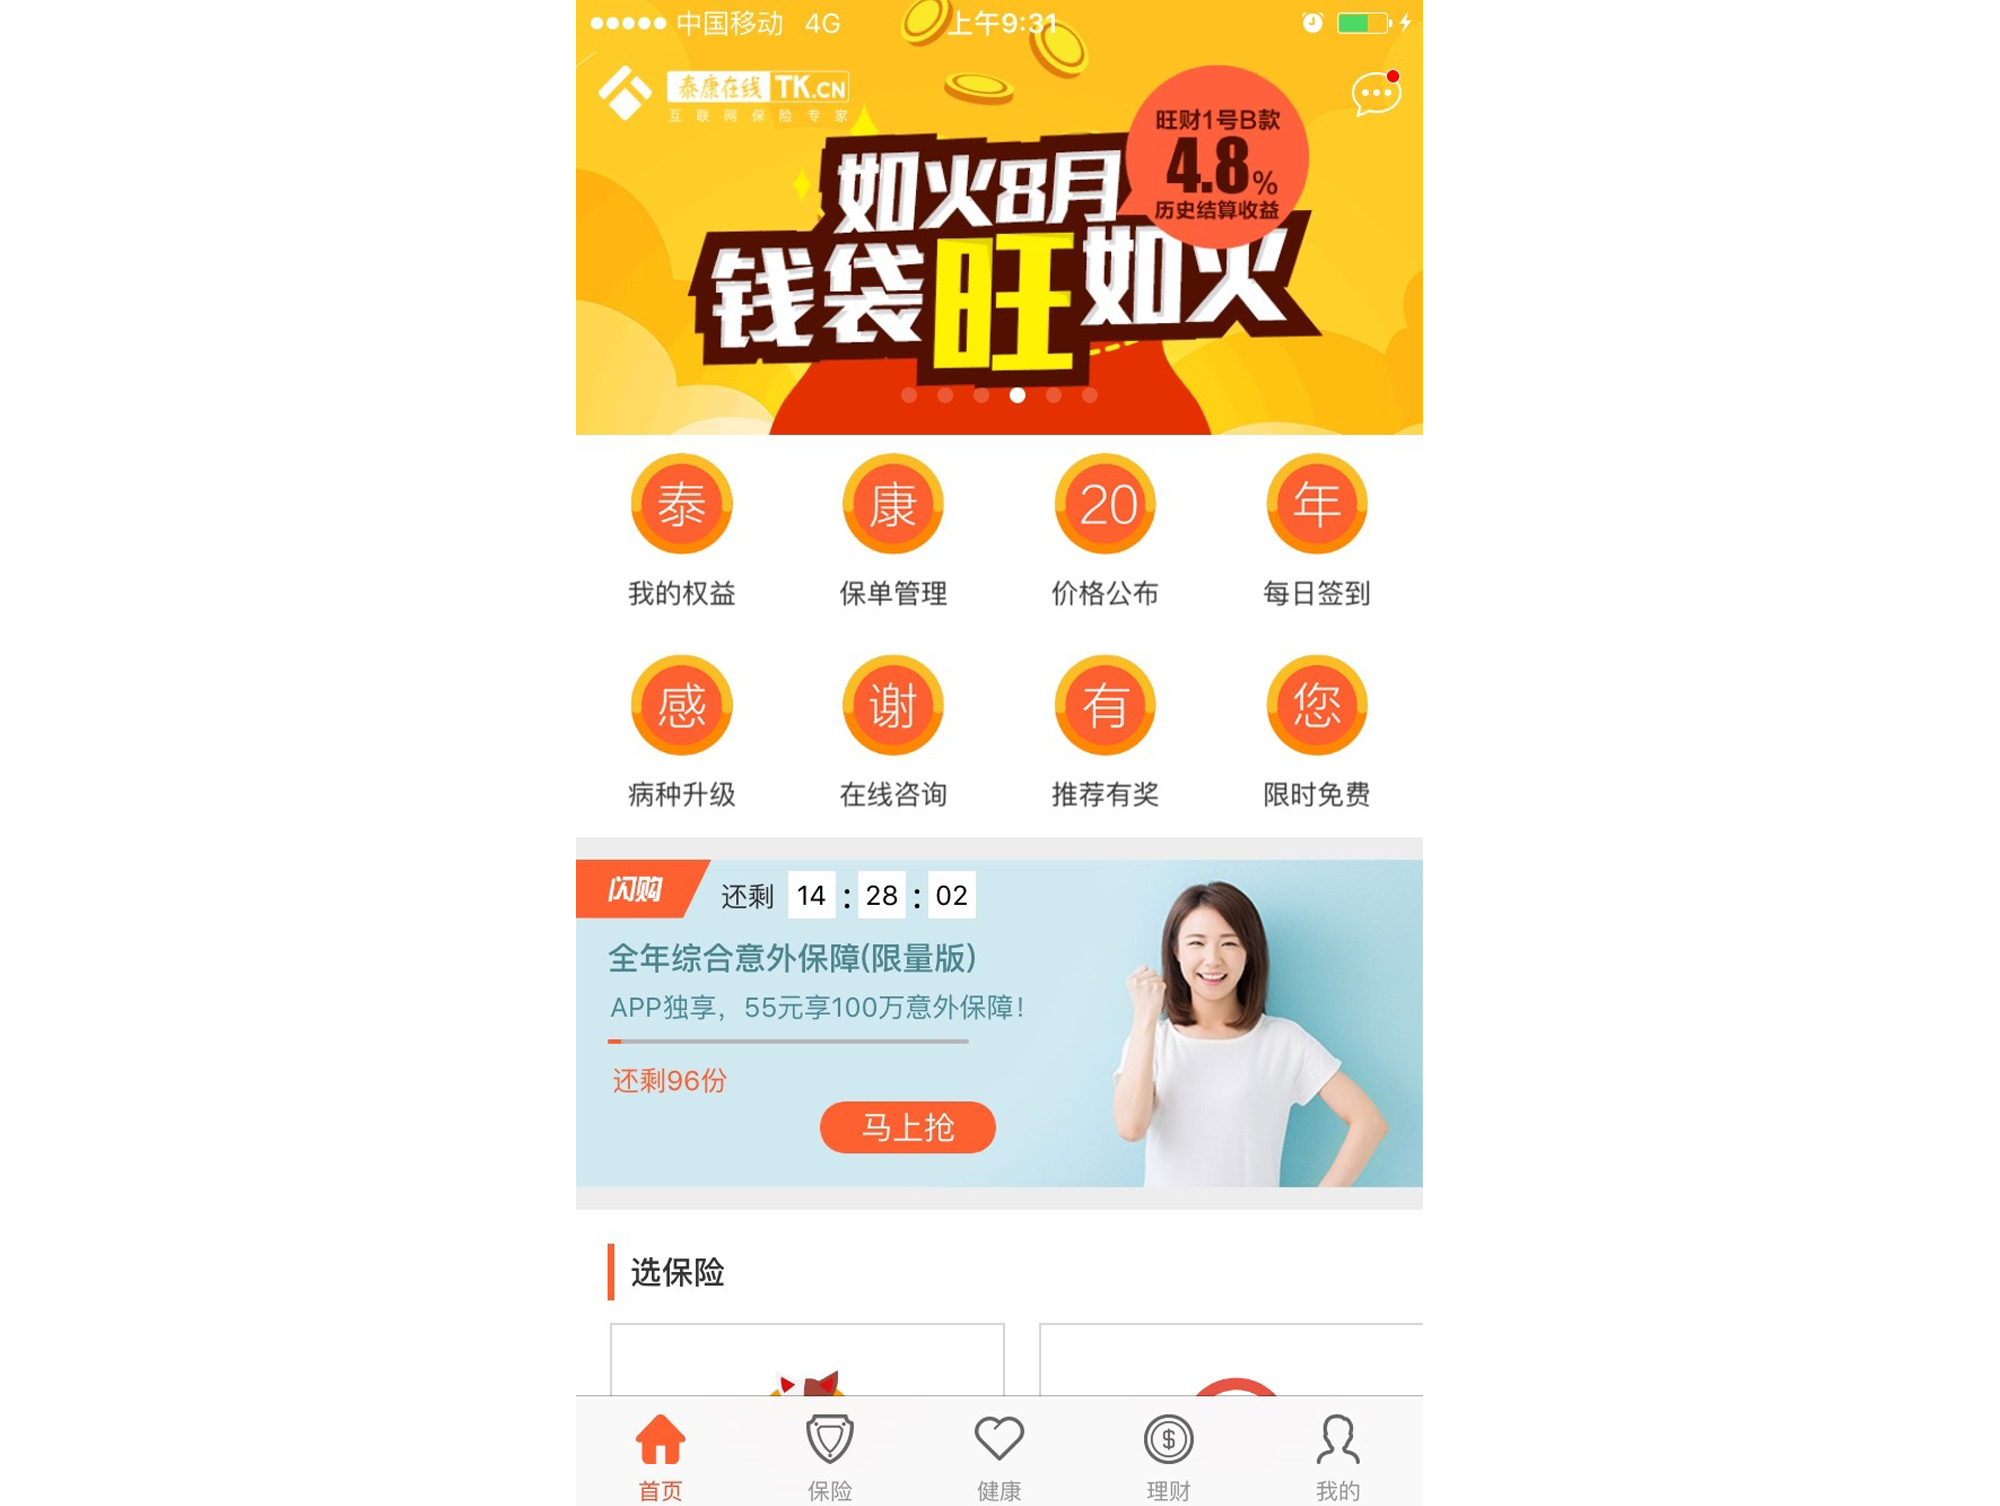 中国移动 4G 上午9:31
泰康在线 TK.CN
互联网保险专家
旺财1号B款
4.8%
历史结算收益
如火8月
钱袋旺如火
泰 康 20 年
我的权益 保单管理 价格公布 每日签到
感 谢 有 您
病种升级 在线咨询 推荐有奖 限时免费
闪购 还剩 14 : 28 : 02
全年综合意外保障(限量版)
APP独享，55元享100万意外保障！
还剩96份
马上抢
选保险
首页 保险 健康 理财 我的